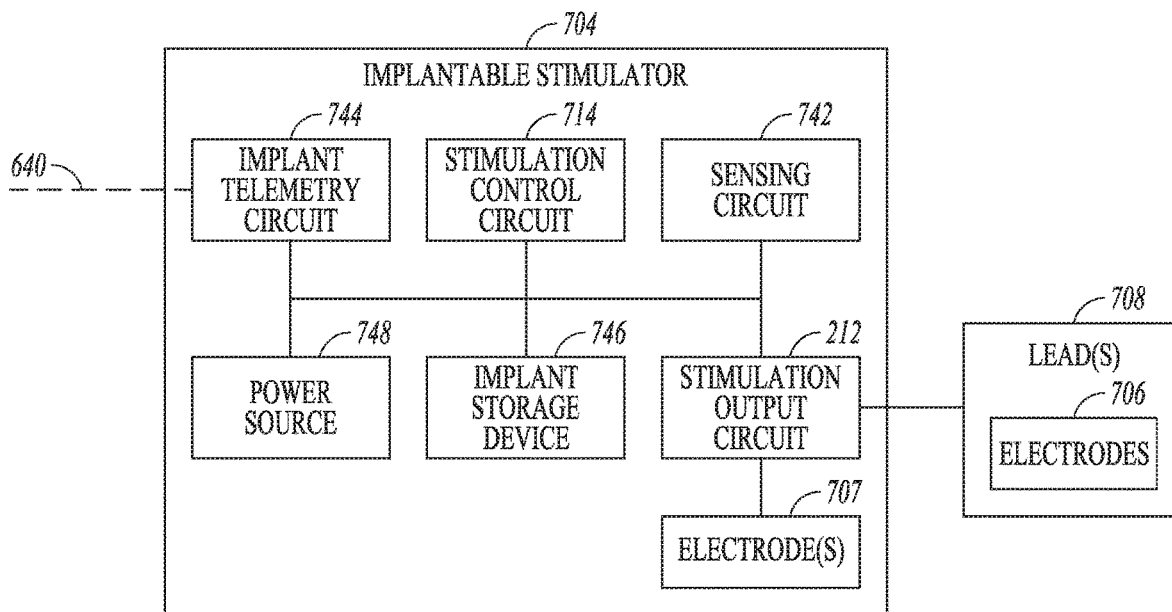 704
IMPLANTABLE STIMULATOR
744
714
742
640
IMPLANT
TELEMETRY
CIRCUIT
STIMULATION
CONTROL
CIRCUIT
SENSING
CIRCUIT
748
746
212
708
POWER
SOURCE
IMPLANT
STORAGE
DEVICE
STIMULATION
OUTPUT
CIRCUIT
LEAD(S)
706
ELECTRODES
707
ELECTRODE(S)